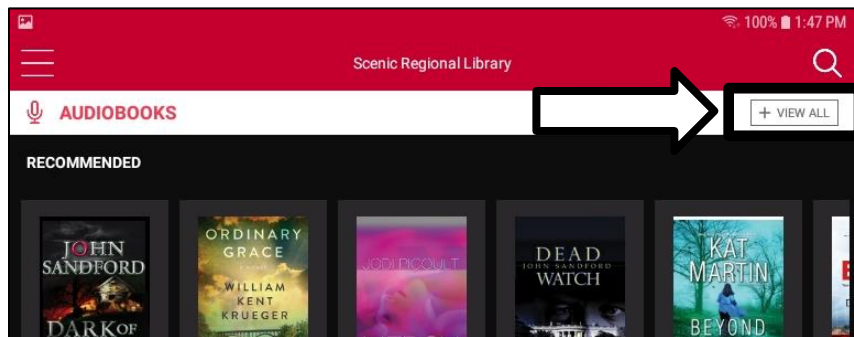 100% 1:47 PM
Scenic Regional Library
AUDIOBOOKS
+ VIEW ALL
RECOMMENDED
JOHN
SANDFORD
DARK OF
ORDINARY
GRACE
A NOVEL
WILLIAM
KENT
KRUEGER
JODI PICOULT
DEAD
JOHN SANDFORD
WATCH
KAT
MARTIN
BEYOND